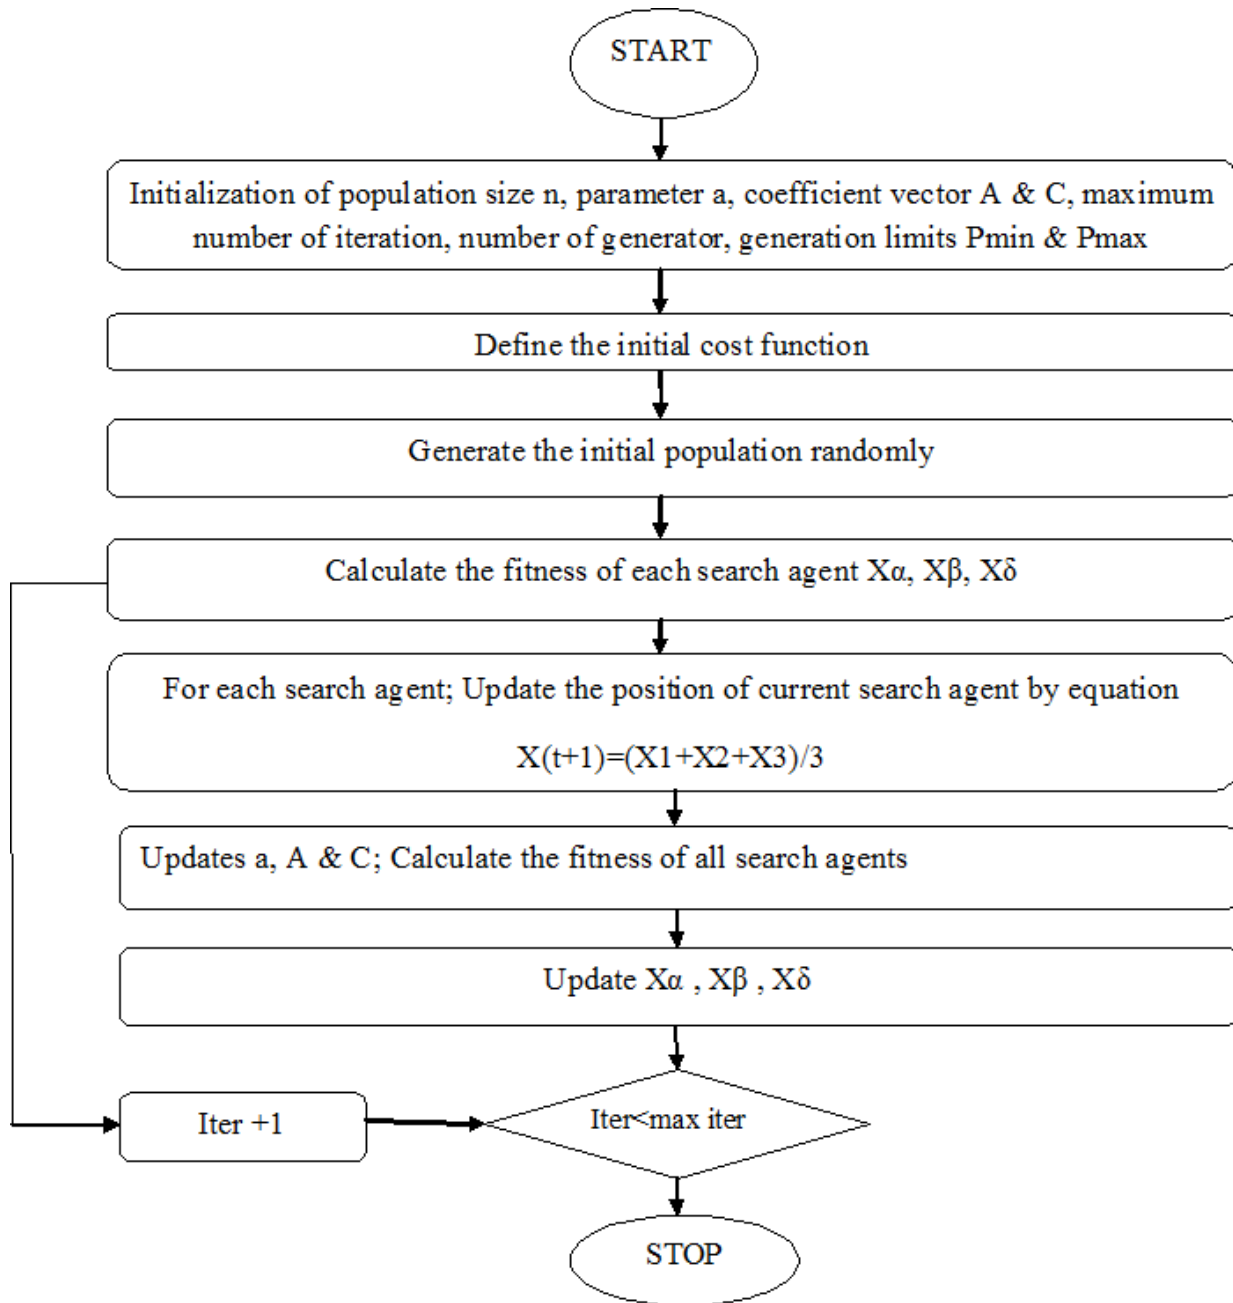 START
Initialization of population size n, parameter a, coefficient vector A & C, maximum
number of iteration, number of generator, generation limits Pmin & Pmax
Define the initial cost function
Generate the initial population randomly
Calculate the fitness of each search agent Xα, Xβ, Xδ
For each search agent; Update the position of current search agent by equation
X(t+1)=(X1+X2+X3)/3
Updates a, A & C; Calculate the fitness of all search agents
Update Xα , Xβ , Xδ
Iter +1
Iter<max iter
STOP